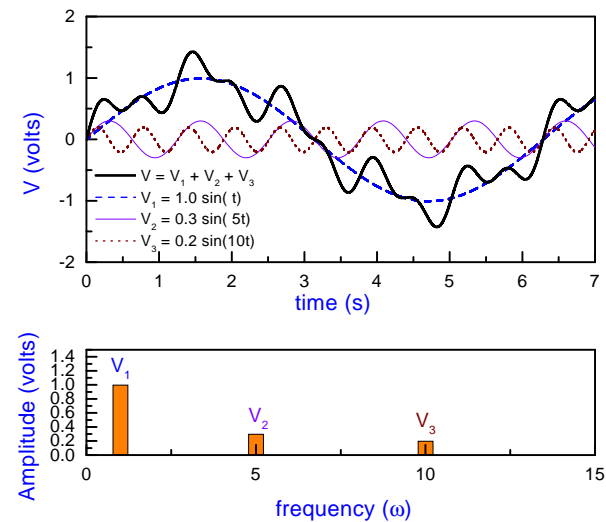 2
1
0
-1
-2
V (volts)
V = V₁ + V₂ + V₃
V₁ = 1.0 sin( t)
V₂ = 0.3 sin( 5t)
V₃ = 0.2 sin(10t)
0 1 2 3 4 5 6 7
time (s)
1.4
1.2
1.0
0.8
0.6
0.4
0.2
0.0
Amplitude (volts)
V₁
V₂
V₃
0 5 10 15
frequency (ω)